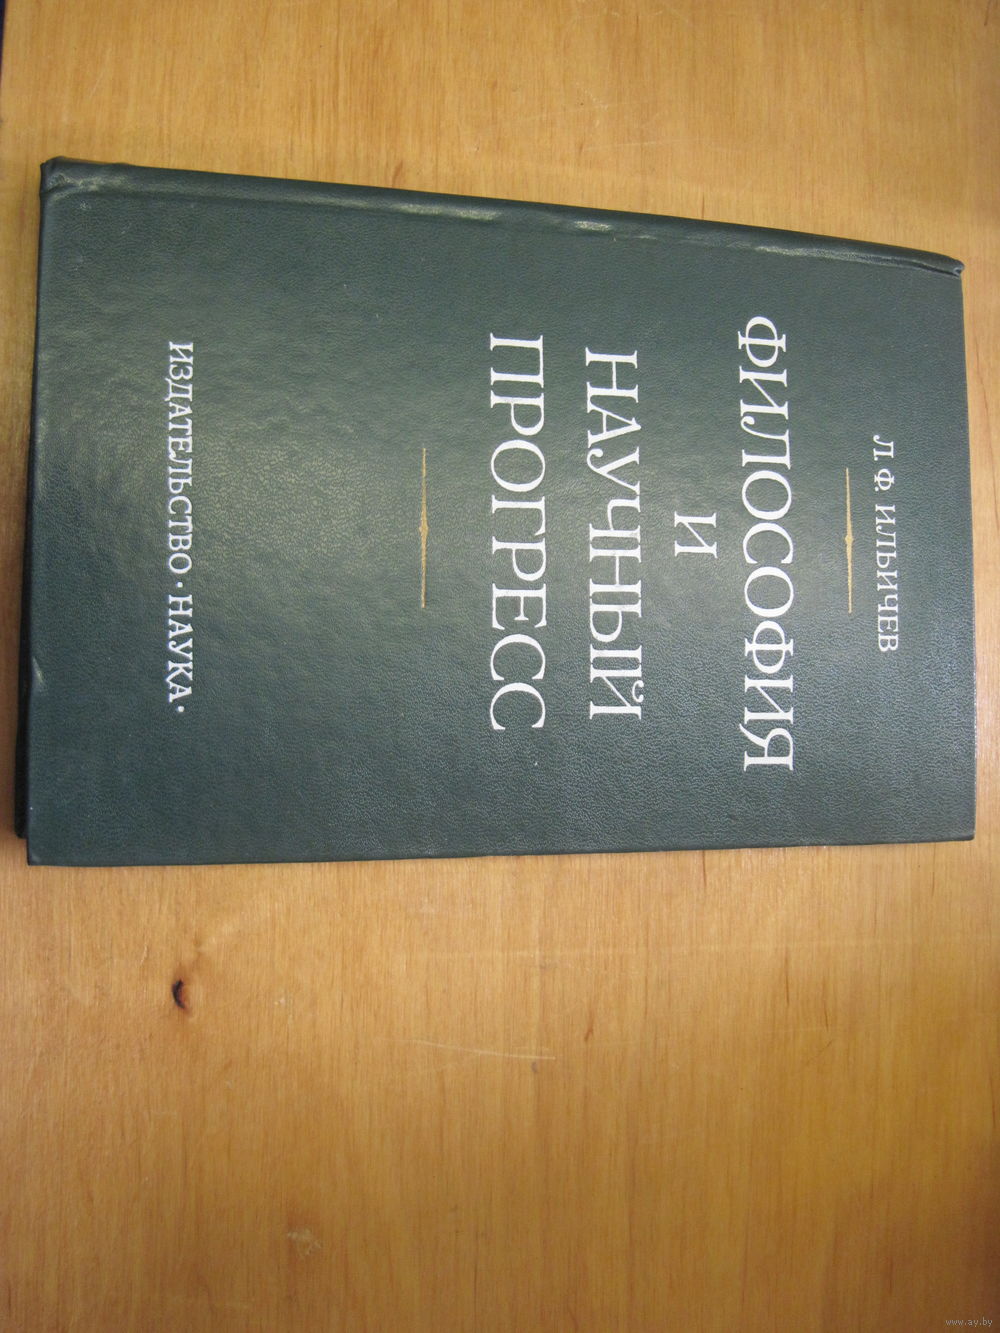 Л. Ф. ИЛЬИЧЕВ
ФИЛОСОФИЯ
И
НАУЧНЫЙ
ПРОГРЕСС
ИЗДАТЕЛЬСТВО · НАУКА ·
www.ay.by